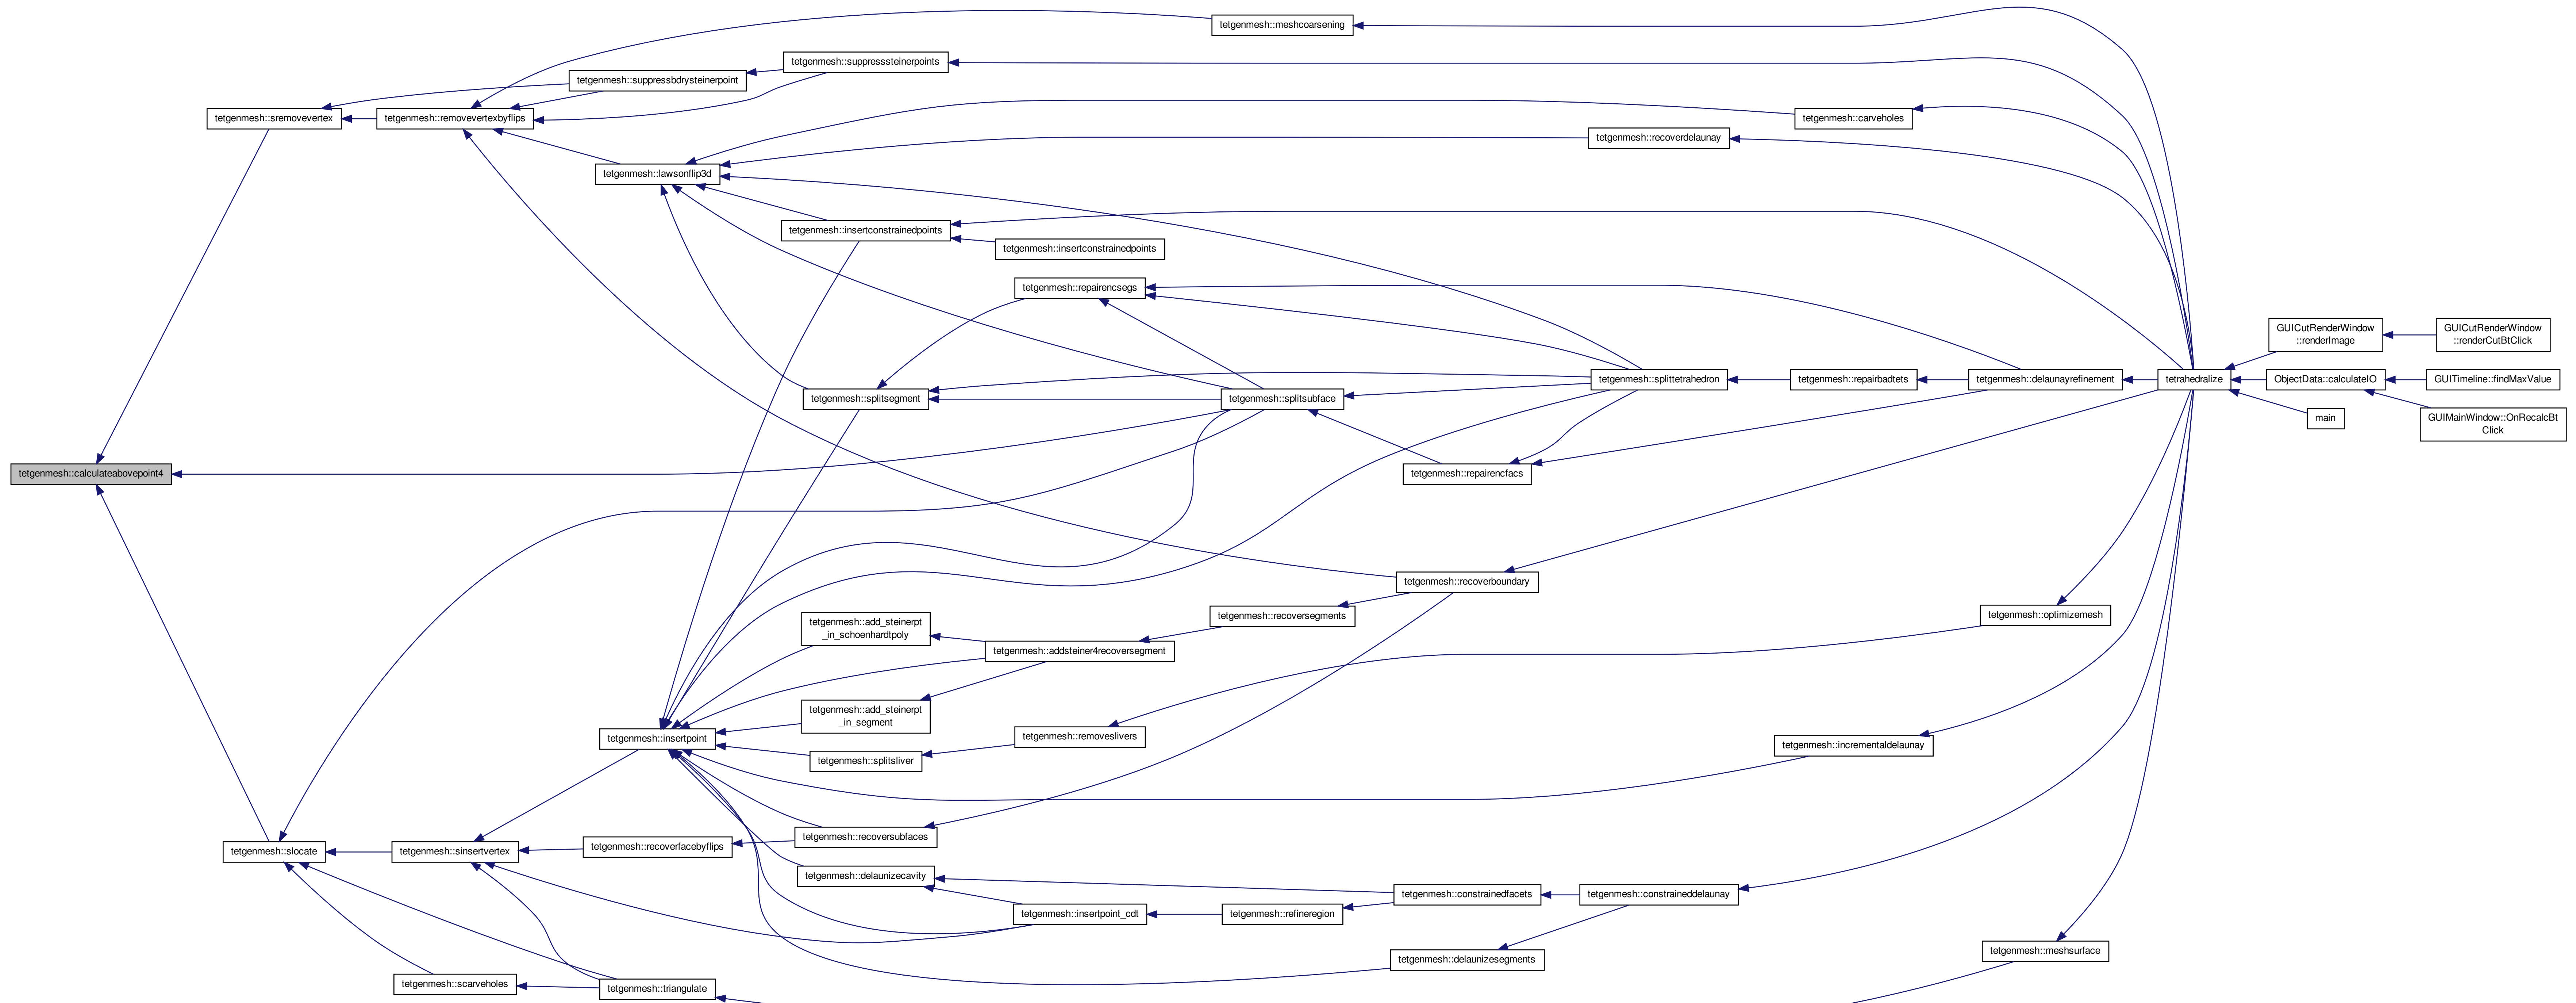 tetgenmesh::meshcoarsening
tetgenmesh::suppresssteinerpoints
tetgenmesh::suppressbdrysteinerpoint
tetgenmesh::sremovevertex
tetgenmesh::removevertexbyflips
tetgenmesh::carveholes
tetgenmesh::recoverdelaunay
tetgenmesh::lawsonflip3d
tetgenmesh::insertconstrainedpoints
tetgenmesh::insertconstrainedpoints
tetgenmesh::repairencsegs
GUICutRenderWindow
::renderImage
GUICutRenderWindow
::renderCutBtClick
tetgenmesh::splittetrahedron
tetgenmesh::repairbadtets
tetgenmesh::delaunayrefinement
tetrahedralize
ObjectData::calculateIO
GUITimeline::findMaxValue
tetgenmesh::splitsegment
tetgenmesh::splitsubface
main
GUIMainWindow::OnRecalcBt
Click
tetgenmesh::calculateabovepoint4
tetgenmesh::repairencfacs
tetgenmesh::recoverboundary
tetgenmesh::add_steinerpt
_in_schoenhardtpoly
tetgenmesh::recoversegments
tetgenmesh::optimizemesh
tetgenmesh::addsteiner4recoversegment
tetgenmesh::add_steinerpt
_in_segment
tetgenmesh::insertpoint
tetgenmesh::removeslivers
tetgenmesh::incrementaldelaunay
tetgenmesh::splitsliver
tetgenmesh::recoversubfaces
tetgenmesh::slocate
tetgenmesh::sinsertvertex
tetgenmesh::recoverfacebyflips
tetgenmesh::delaunizecavity
tetgenmesh::constrainedfacets
tetgenmesh::constraineddelaunay
tetgenmesh::insertpoint_cdt
tetgenmesh::refineregion
tetgenmesh::meshsurface
tetgenmesh::delaunizesegments
tetgenmesh::scarveholes
tetgenmesh::triangulate